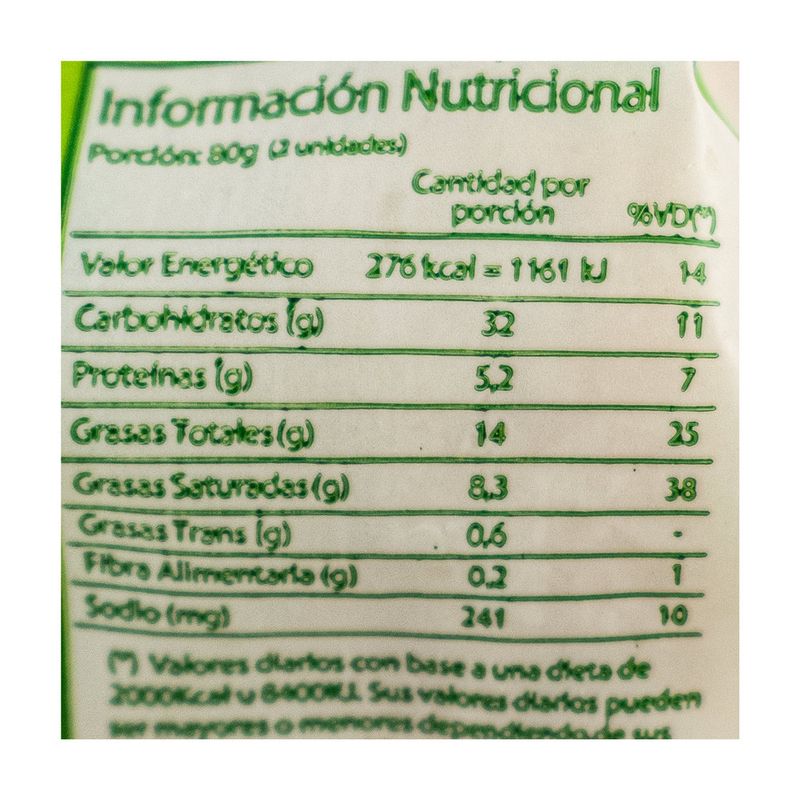 Información Nutricional
Porción: 80g (2 unidades)
Cantidad por
porción %VD(*)
Valor Energético 276 kcal = 1161 kJ 14
Carbohidratos (g) 32 11
Proteínas (g) 5,2 7
Grasas Totales (g) 14 25
Grasas Saturadas (g) 8,3 38
Grasas Trans (g) 0,6 -
Fibra Alimentaria (g) 0,2 1
Sodio (mg) 241 10
(*) Valores diarios con base a una dieta de
2000Kcal u 8400KJ. Sus valores diarios pueden
ser mayores o menores dependiendo de sus